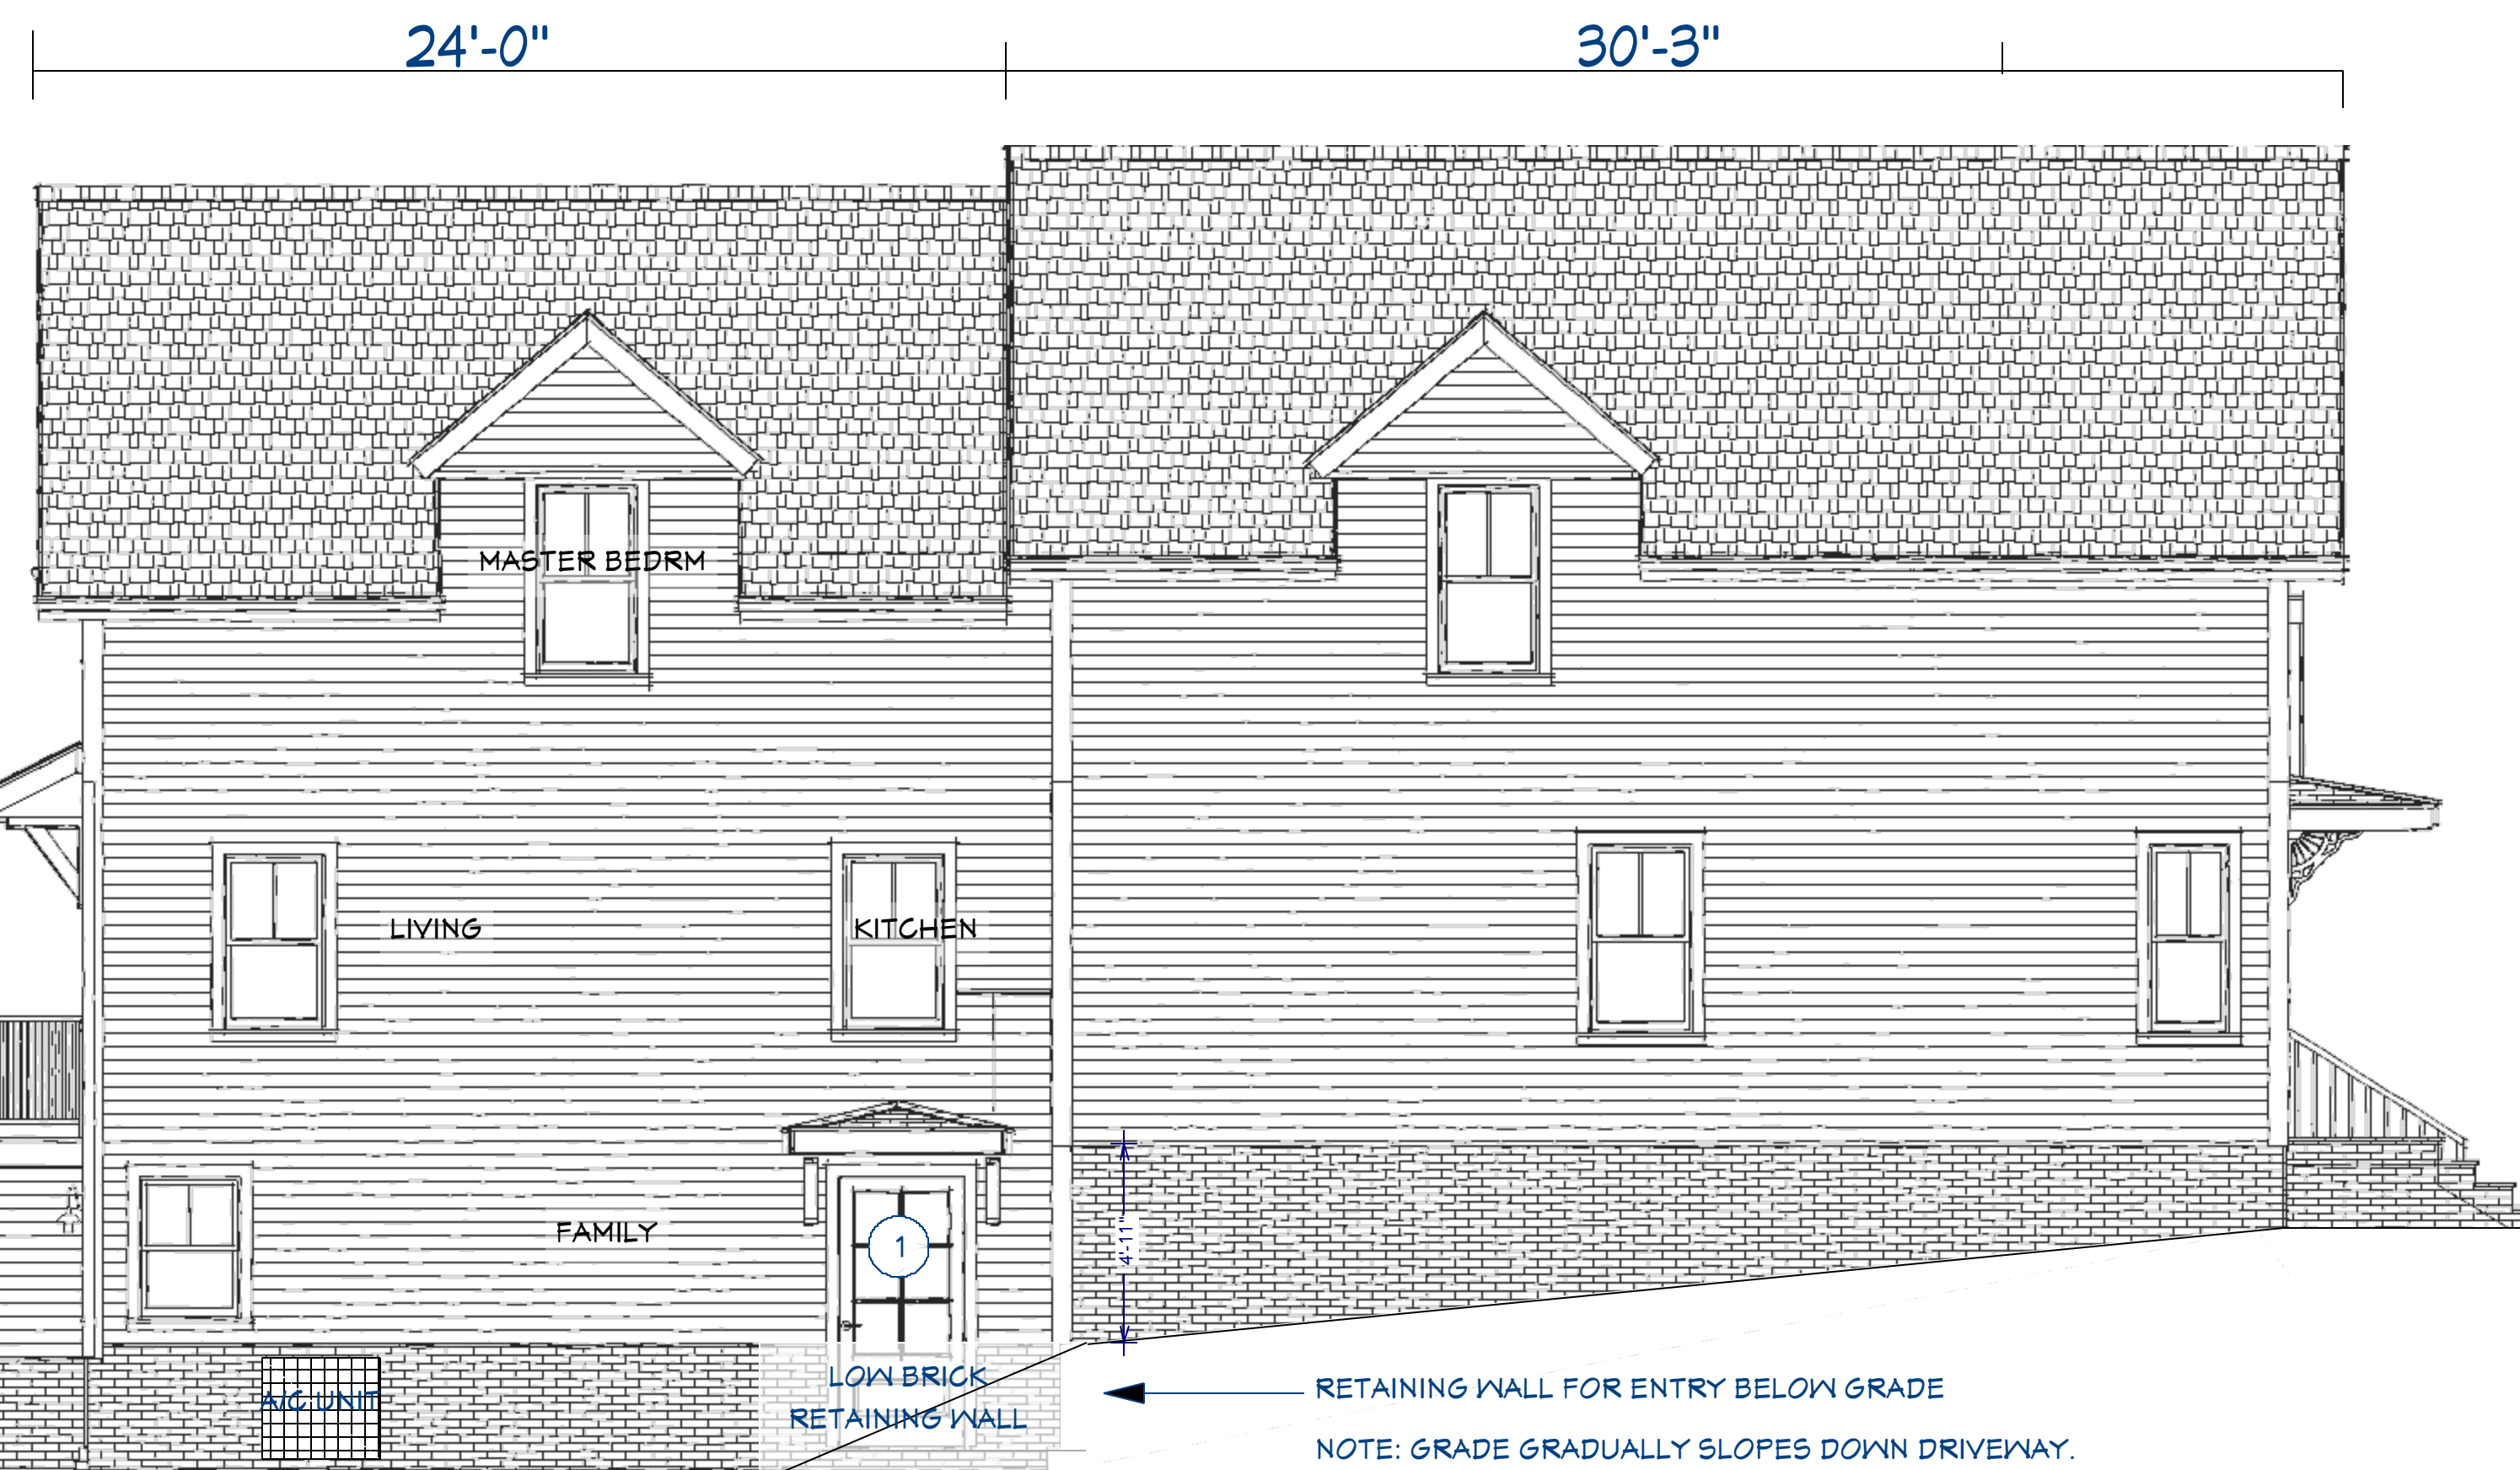 24'-0"
30'-3"
MASTER BEDRM
LIVING
KITCHEN
FAMILY
1
4'-11"
A/C UNIT
LOW BRICK
RETAINING WALL
RETAINING WALL FOR ENTRY BELOW GRADE
NOTE: GRADE GRADUALLY SLOPES DOWN DRIVEWAY.